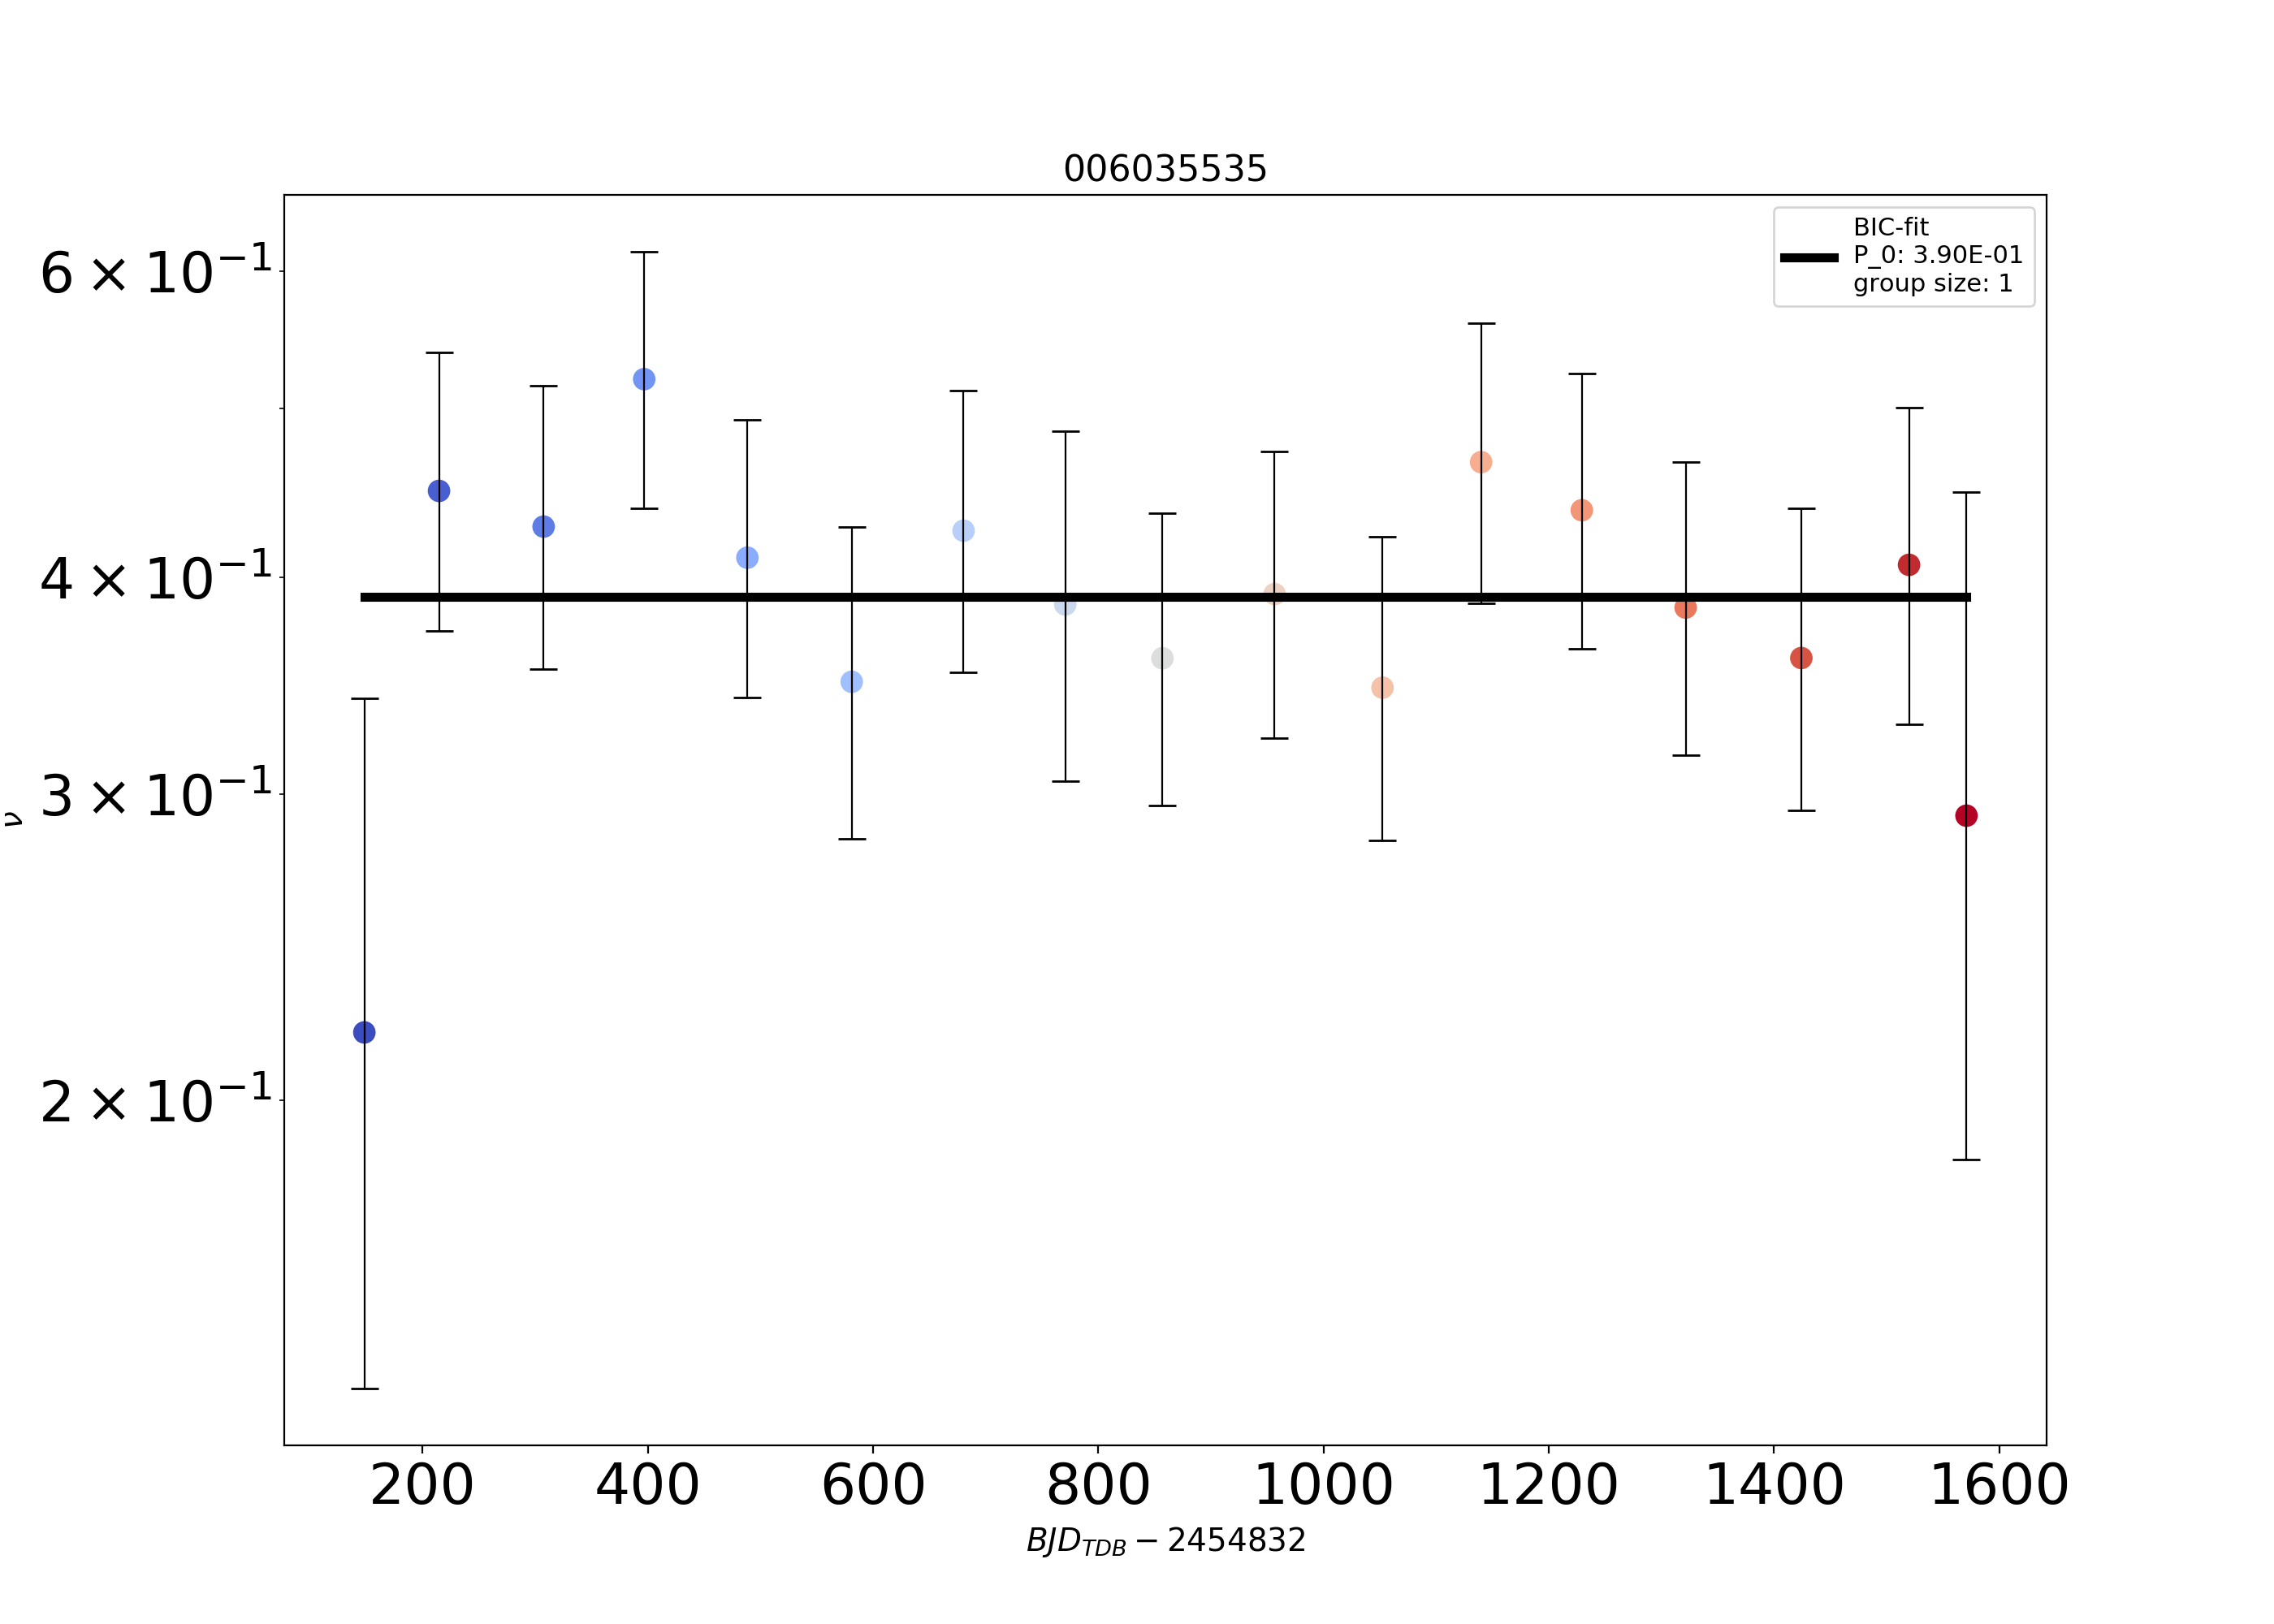 006035535
BIC-fit
P_0: 3.90E-01
group size: 1
6 × 10⁻¹
4 × 10⁻¹
3 × 10⁻¹
2 × 10⁻¹
ν
200 400 600 800 1000 1200 1400 1600
BJD_TDB − 2454832